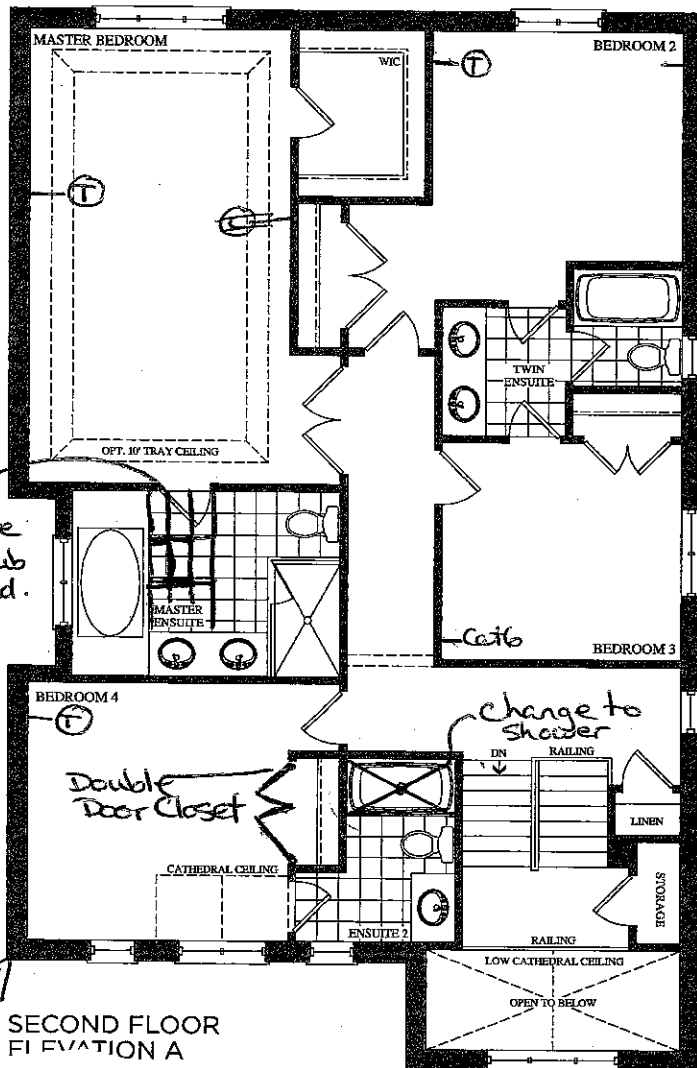 MASTER BEDROOM
WIC
BEDROOM 2
T
T
OPT. 10' TRAY CEILING
TWIN
ENSUITE
MASTER
ENSUITE
Cat6
BEDROOM 3
BEDROOM 4
T
Change to
Shower
DN
RAILING
Double
Door Closet
LINEN
CATHEDRAL CEILING
STORAGE
ENSUITE 2
RAILING
LOW CATHEDRAL CEILING
OPEN TO BELOW
SECOND FLOOR
ELEVATION A